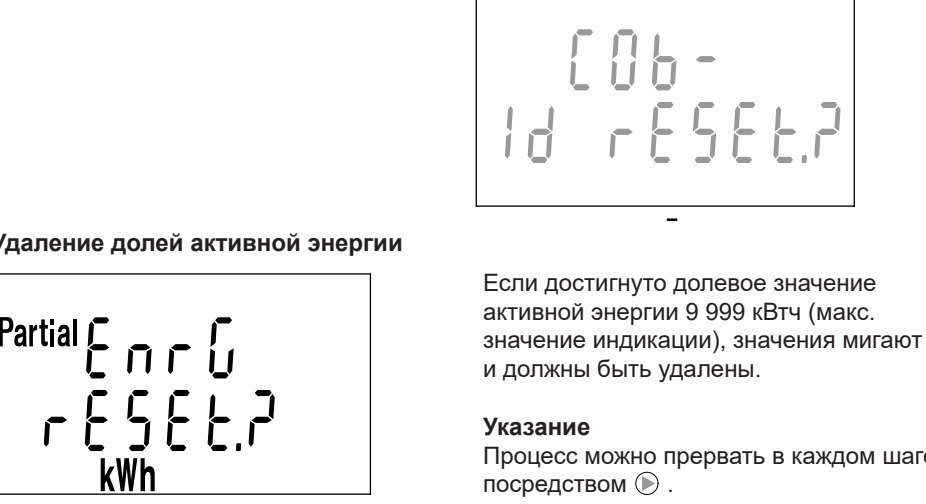 COb-
Id rESEt.?
Удаление долей активной энергии
Partial EnrG
rESEt.?
kWh
Если достигнуто долевое значение
активной энергии 9 999 кВтч (макс.
значение индикации), значения мигают
и должны быть удалены.
Указание
Процесс можно прервать в каждом шаге
посредством .